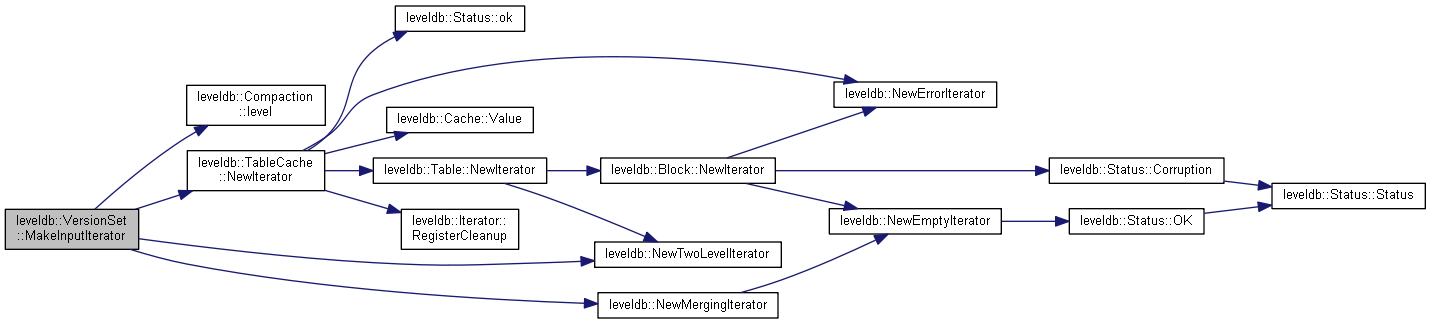 leveldb::Status::ok
leveldb::Compaction
::level
leveldb::NewErrorIterator
leveldb::Cache::Value
leveldb::TableCache
::NewIterator
leveldb::Table::NewIterator
leveldb::Block::NewIterator
leveldb::Status::Corruption
leveldb::Status::Status
leveldb::VersionSet
::MakeInputIterator
leveldb::Iterator::
RegisterCleanup
leveldb::NewEmptyIterator
leveldb::Status::OK
leveldb::NewTwoLevelIterator
leveldb::NewMergingIterator